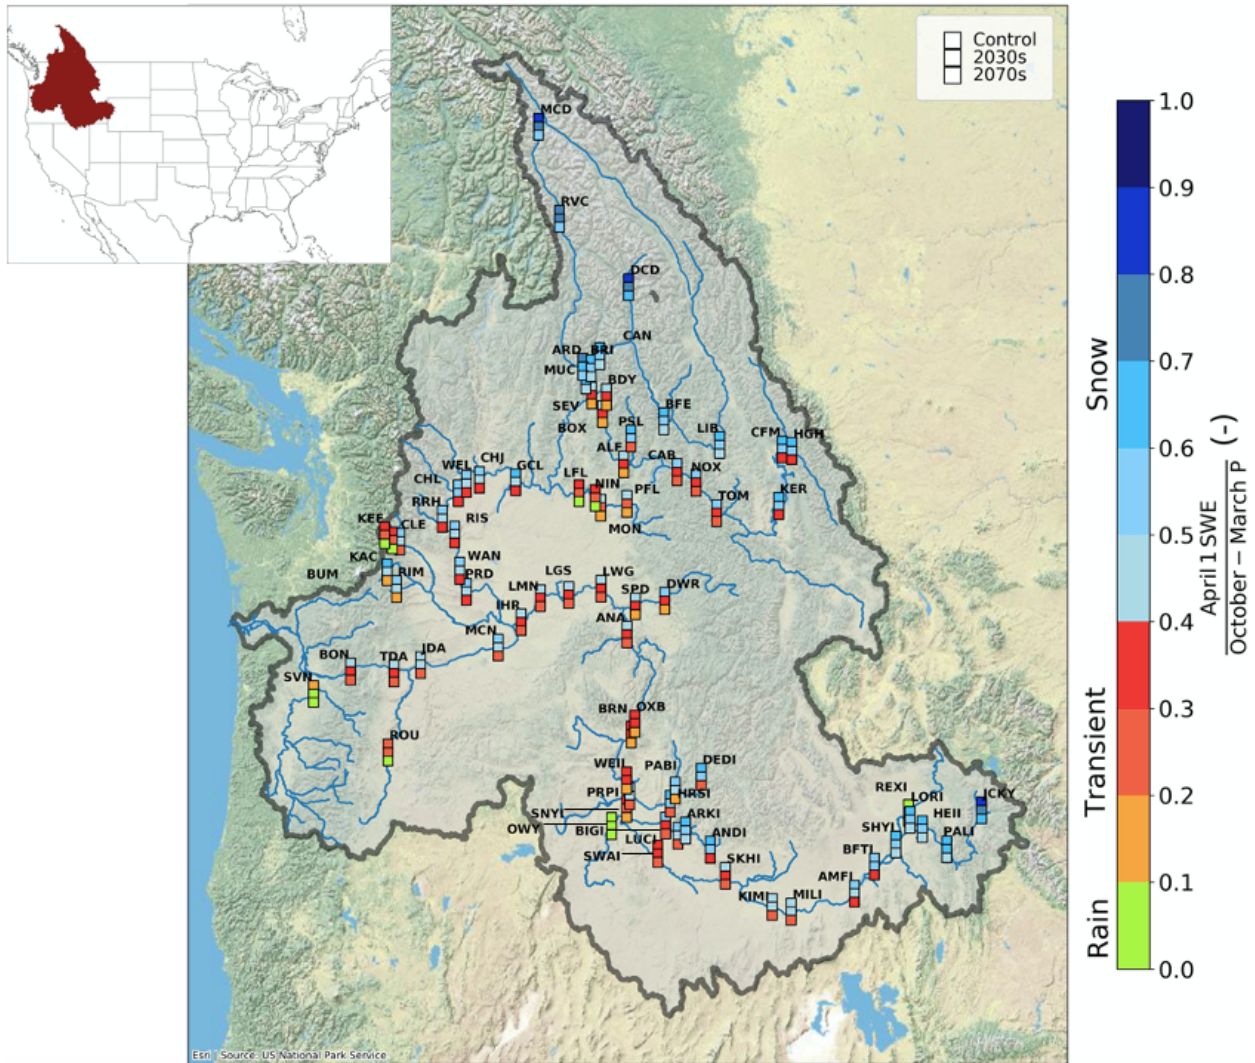 Control
2030s
2070s
MCD
RVC
DCD
CAN
ARD
BRI
MUC
BDY
SEV
BOX
PSL
BFE
LIB
CFM
HGH
ALF
CAB
NOX
CHJ
WEL
GCL
CHL
LFL
NIN
PFL
TOM
KER
RRH
RIS
MON
KEE
CLE
KAC
RIM
BUM
WAN
PRD
LMN
LGS
LWG
SPD
DWR
IHR
ANA
MCN
BON
TDA
JDA
SVN
BRN
OXB
ROU
WEII
PABI
DEDI
PRPI
HRSI
REXI
LORI
JCKY
SNYI
ARKI
HEII
OWY
BIGI
LUCI
ANDI
SHYI
PALI
SWAI
SKHI
BFTI
AMFI
KIMI
MILI
Esri | Source: US National Park Service
1.0
0.9
0.8
0.7
0.6
0.5
0.4
0.3
0.2
0.1
0.0
Snow
Transient
Rain
April 1 SWE
October − March P
(-)